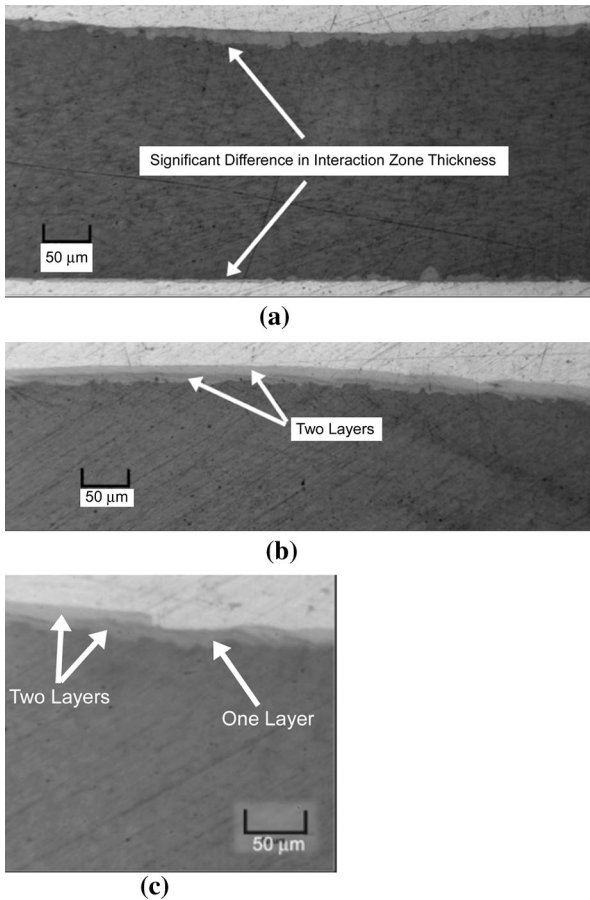 Significant Difference in Interaction Zone Thickness
50 μm
(a)
Two Layers
50 μm
(b)
Two Layers
One Layer
50 μm
(c)